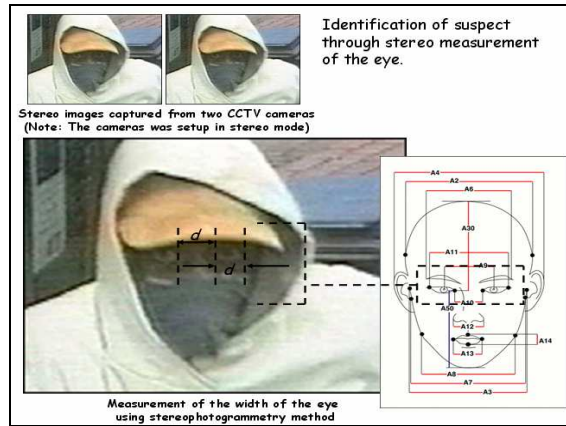 Identification of suspect
through stereo measurement
of the eye.
Stereo images captured from two CCTV cameras
(Note: The cameras was setup in stereo mode)
A4
A2
A6
A30
d
A11
A9
d
A10
A50
A12
A14
A13
A8
A7
A3
Measurement of the width of the eye
using stereophotogrammetry method